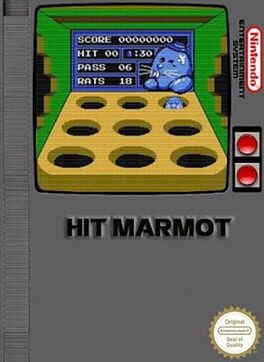 SCORE 00000000
HIT 00 1:30
PASS 06
RATS 18
Nintendo
ENTERTAINMENT
SYSTEM
HIT MARMOT
Original
Seal of
Quality